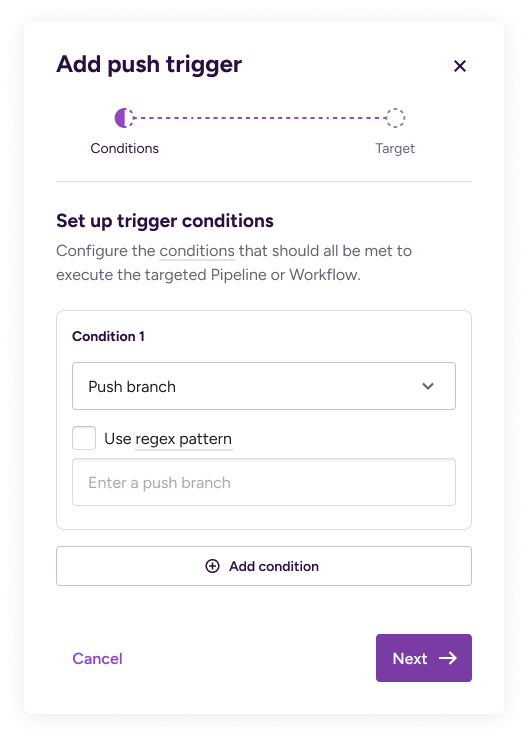 Add push trigger
Conditions
Target
Set up trigger conditions
Configure the conditions that should all be met to
execute the targeted Pipeline or Workflow.
Condition 1
Push branch
Use regex pattern
Enter a push branch
Add condition
Cancel
Next